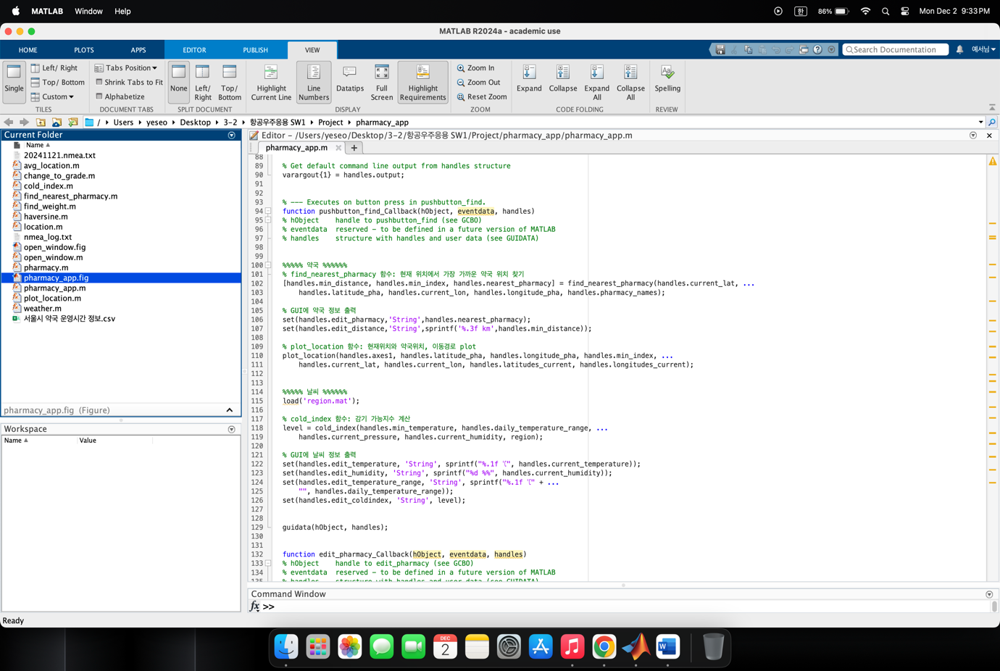 MATLAB Window Help
한 86% Mon Dec 2 9:33 PM
MATLAB R2024a - academic use
HOME PLOTS APPS EDITOR PUBLISH VIEW
Search Documentation 예서님
Single
Left/ Right
Top/ Bottom
Custom
TILES
Tabs Position
Shrink Tabs to Fit
Alphabetize
DOCUMENT TABS
None
Left/ Right
Top/ Bottom
SPLIT DOCUMENT
Highlight Current Line
Line Numbers
Datatips
Full Screen
Highlight Requirements
DISPLAY
Zoom In
Zoom Out
Reset Zoom
ZOOM
Expand
Collapse
Expand All
Collapse All
CODE FOLDING
Spelling
REVIEW
/ Users yeseo Desktop 3-2 항공우주응용 SW1 Project pharmacy_app
Current Folder
Name
20241121.nmea.txt
avg_location.m
change_to_grade.m
cold_index.m
find_nearest_pharmacy.m
find_weight.m
haversine.m
location.m
nmea_log.txt
open_window.fig
open_window.m
pharmacy.m
pharmacy_app.fig
pharmacy_app.m
plot_location.m
weather.m
서울시 약국 운영시간 정보.csv
pharmacy_app.fig (Figure)
Workspace
Name Value
Editor - /Users/yeseo/Desktop/3-2/항공우주응용 SW1/Project/pharmacy_app/pharmacy_app.m
pharmacy_app.m
88
89 % Get default command line output from handles structure
90 varargout{1} = handles.output;
91
92
93 % --- Executes on button press in pushbutton_find.
94 function pushbutton_find_Callback(hObject, eventdata, handles)
95 % hObject    handle to pushbutton_find (see GCBO)
96 % eventdata  reserved - to be defined in a future version of MATLAB
97 % handles    structure with handles and user data (see GUIDATA)
98
99
100 %%%%% 약국 %%%%%%
101 % find_nearest_pharmacy 함수: 현재 위치에서 가장 가까운 약국 위치 찾기
102 [handles.min_distance, handles.min_index, handles.nearest_pharmacy] = find_nearest_pharmacy(handles.current_lat, ...
103     handles.latitude_pha, handles.current_lon, handles.longitude_pha, handles.pharmacy_names);
104
105 % GUI에 약국 정보 출력
106 set(handles.edit_pharmacy,'String',handles.nearest_pharmacy);
107 set(handles.edit_distance,'String',sprintf('%.3f km',handles.min_distance));
108
109 % plot_location 함수: 현재위치와 약국위치, 이동경로 plot
110 plot_location(handles.axes1, handles.latitude_pha, handles.longitude_pha, handles.min_index, ...
111     handles.current_lat, handles.current_lon, handles.latitudes_current, handles.longitudes_current);
112
113
114 %%%%% 날씨 %%%%%%
115 load('region.mat');
116
117 % cold_index 함수: 감기 가능지수 계산
118 level = cold_index(handles.min_temperature, handles.daily_temperature_range, ...
119     handles.current_pressure, handles.current_humidity, region);
120
121 % GUI에 날씨 정보 출력
122 set(handles.edit_temperature, 'String', sprintf("%.1f ℃", handles.current_temperature));
123 set(handles.edit_humidity, 'String', sprintf("%d %%", handles.current_humidity));
124 set(handles.edit_temperature_range, 'String', sprintf("%.1f ℃" + ...
125     "", handles.daily_temperature_range));
126 set(handles.edit_coldindex, 'String', level);
127
128
129 guidata(hObject, handles);
130
131
132 function edit_pharmacy_Callback(hObject, eventdata, handles)
133 % hObject    handle to edit_pharmacy (see GCBO)
134 % eventdata  reserved - to be defined in a future version of MATLAB
135 % handles    structure with handles and user data (see GUIDATA)
Command Window
fx >>
Ready
DEC
2
W